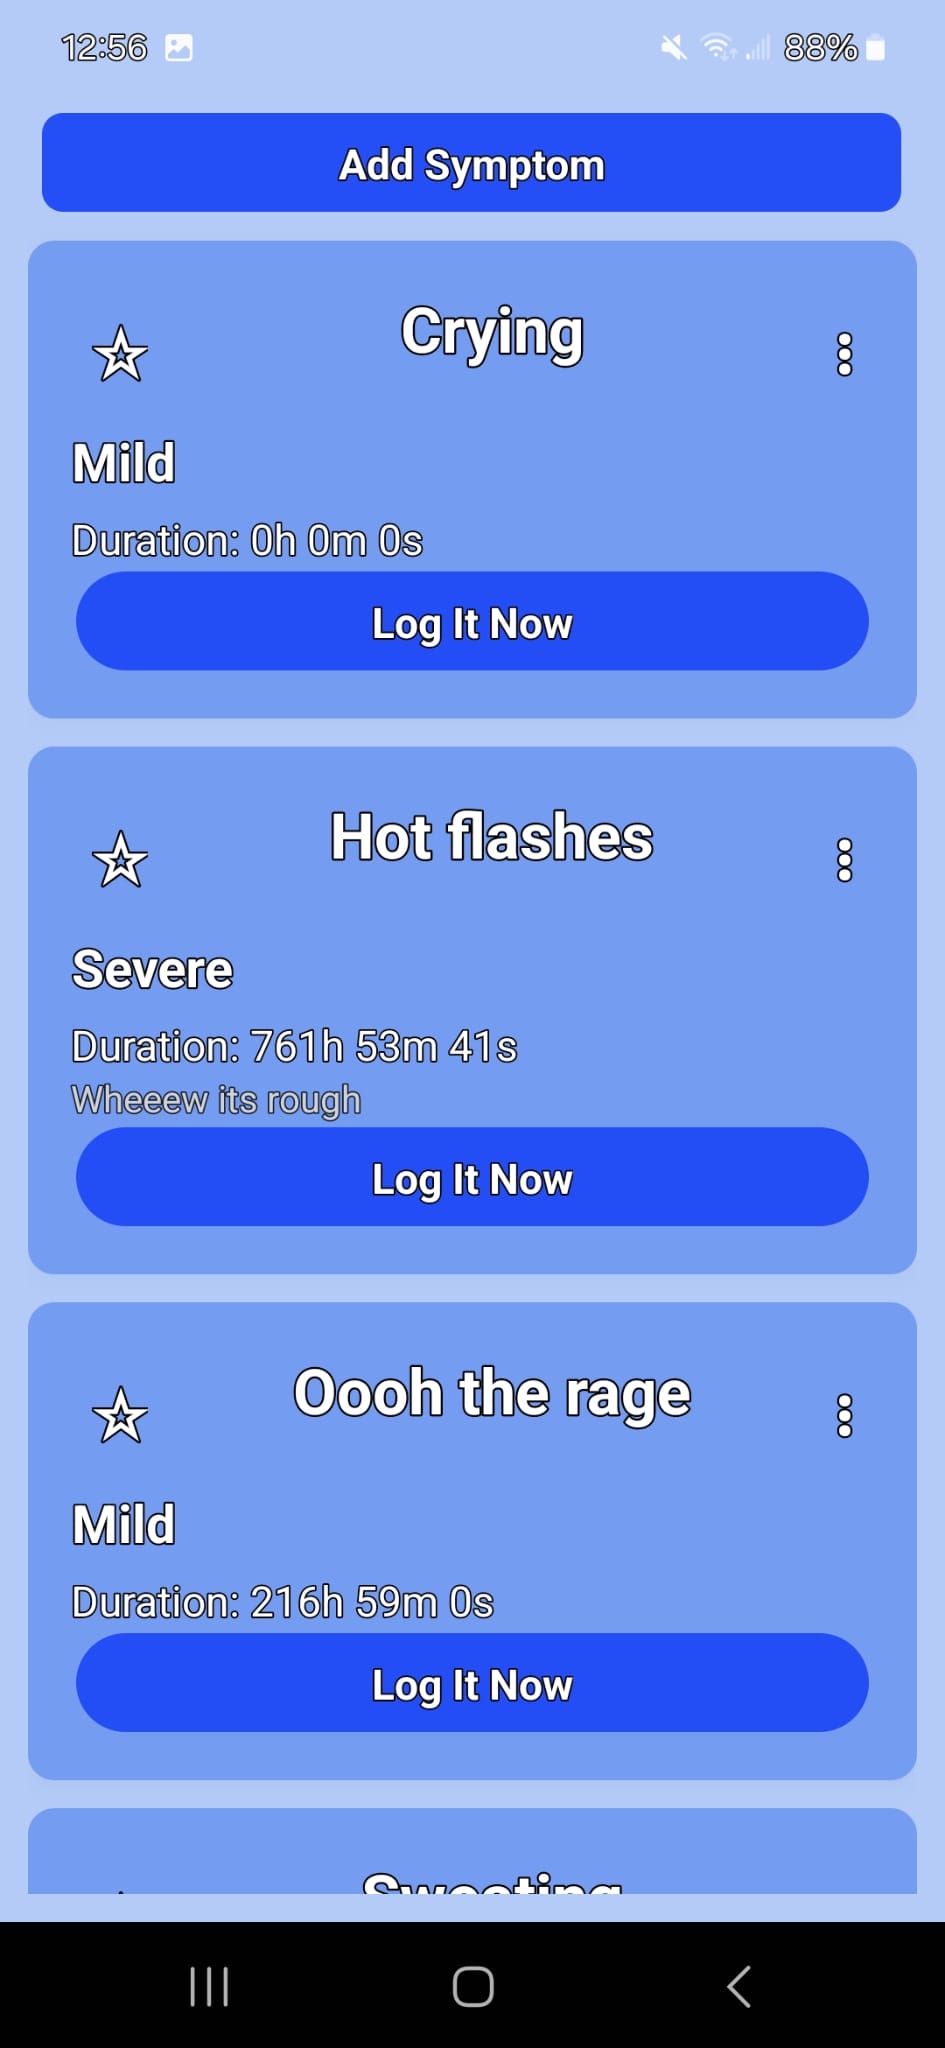 12:56 88%
Add Symptom
Crying
Mild
Duration: 0h 0m 0s
Log It Now
Hot flashes
Severe
Duration: 761h 53m 41s
Wheeew its rough
Log It Now
Oooh the rage
Mild
Duration: 216h 59m 0s
Log It Now
Sweating